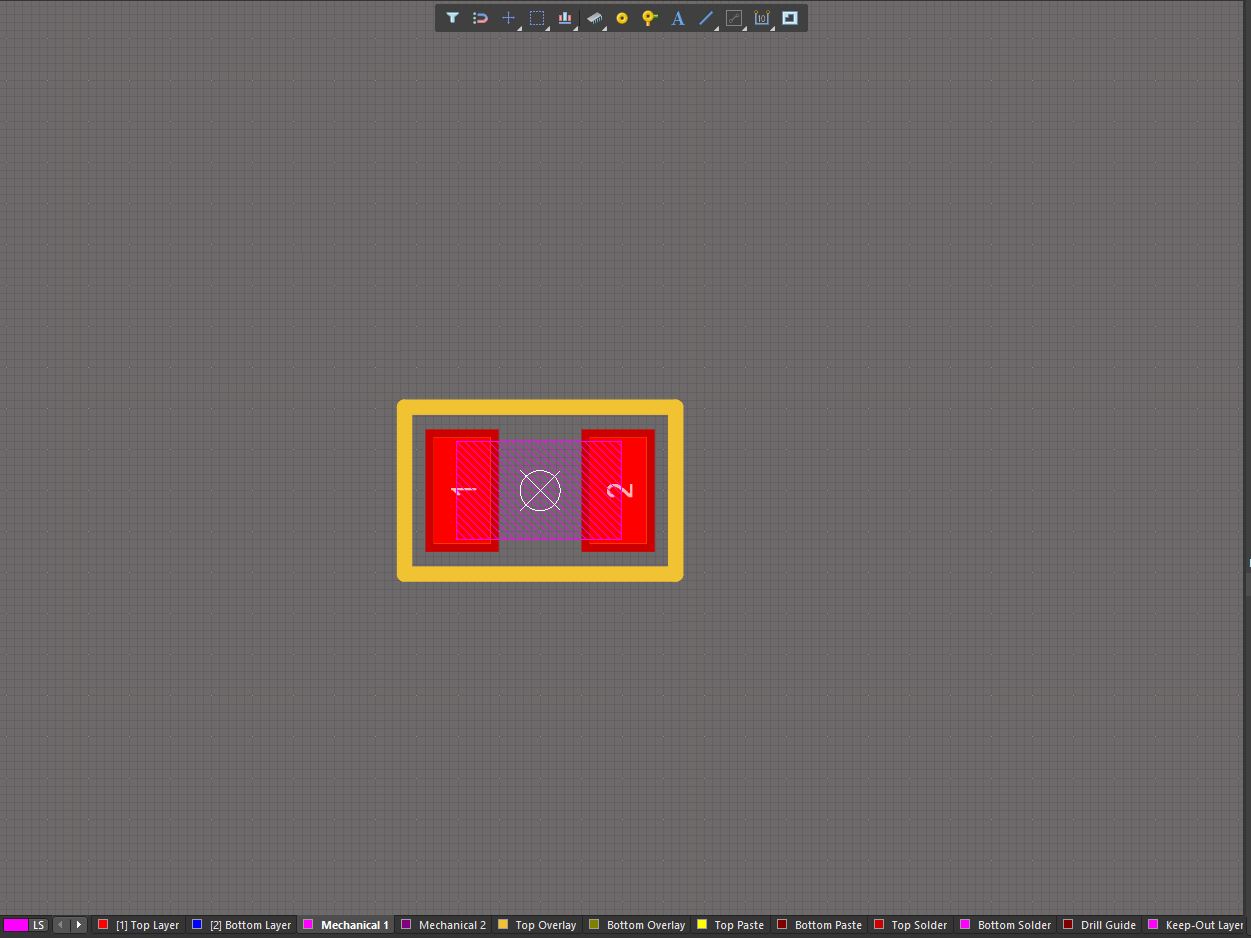 10
A
1
2
LS
[1] Top Layer
[2] Bottom Layer
Mechanical 1
Mechanical 2
Top Overlay
Bottom Overlay
Top Paste
Bottom Paste
Top Solder
Bottom Solder
Drill Guide
Keep-Out Layer